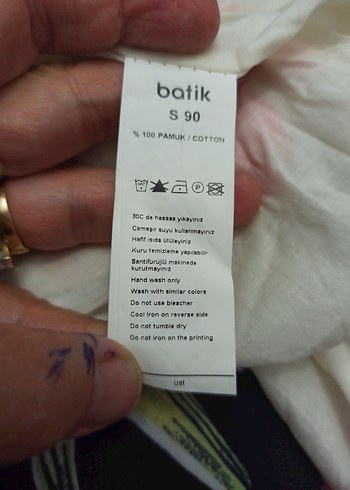 batik
S 90
% 100 PAMUK / COTTON
P
30C de hassas yıkayınız
Çamaşır suyu kullanmayınız
Hafif ısıda ütüleyiniz
Kuru temizleme yapılabilir
Santifürüjlü makinede
kurutmayınız
Hand wash only
Wash with similar colors
Do not use bleacher
Cool iron on reverse side
Do not tumble dry
Do not iron on the printing
üst